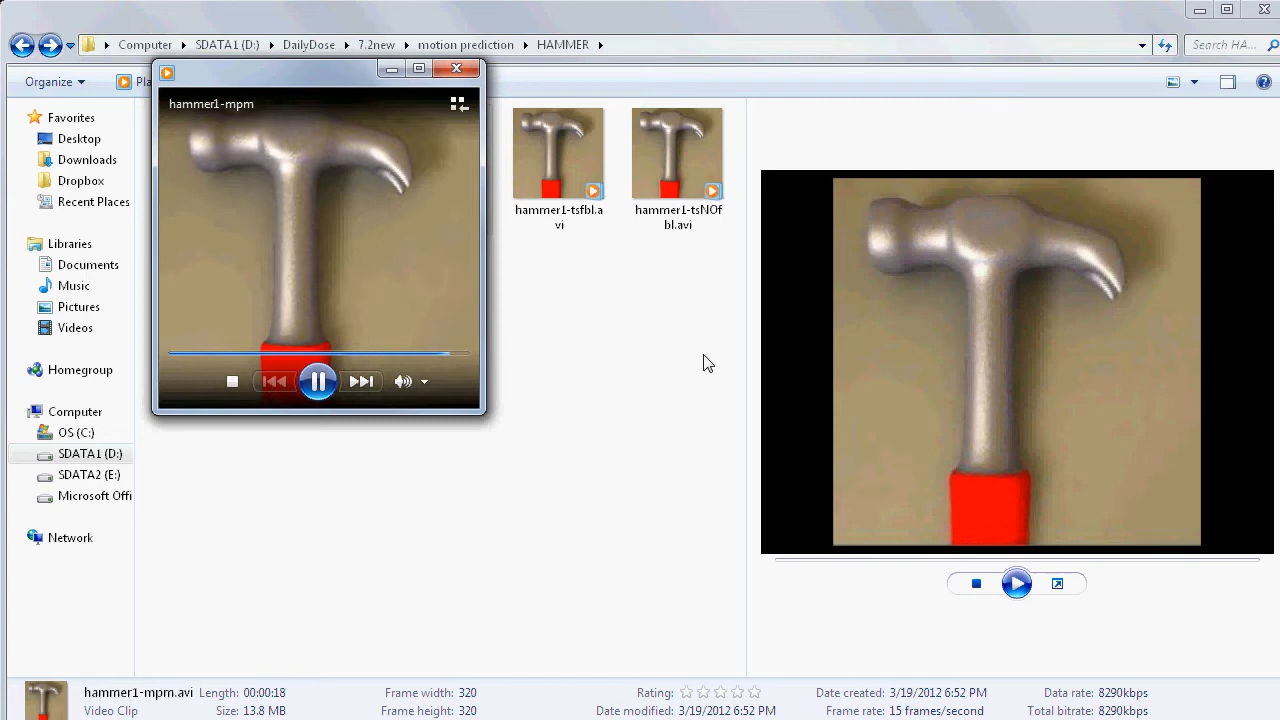 Computer SDATA1 (D:) DailyDose 7.2new motion prediction HAMMER
Search HA...
Organize
Pla
hammer1-mpm
hammer1-tsfbl.a
vi
hammer1-tsNOf
bl.avi
Favorites
Desktop
Downloads
Dropbox
Recent Places
Libraries
Documents
Music
Pictures
Videos
Homegroup
Computer
OS (C:)
SDATA1 (D:)
SDATA2 (E:)
Microsoft Offi
Network
hammer1-mpm.avi Length: 00:00:18 Frame width: 320 Rating: Date created: 3/19/2012 6:52 PM Data rate: 8290kbps
Video Clip Size: 13.8 MB Frame height: 320 Date modified: 3/19/2012 6:52 PM Frame rate: 15 frames/second Total bitrate: 8290kbps